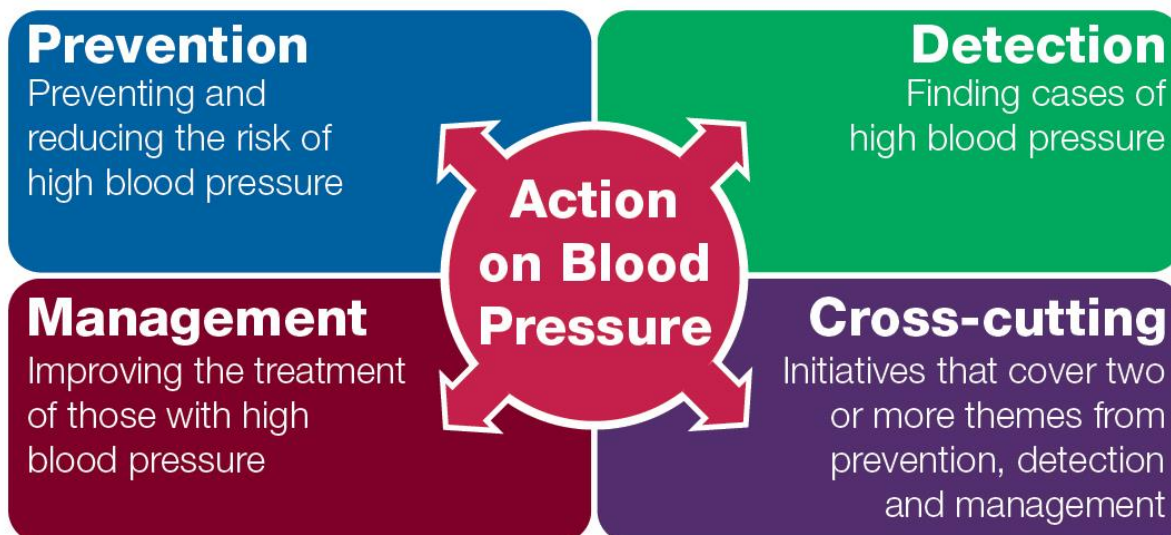 Prevention
Preventing and
reducing the risk of
high blood pressure
Detection
Finding cases of
high blood pressure
Action
on Blood
Pressure
Management
Improving the treatment
of those with high
blood pressure
Cross-cutting
Initiatives that cover two
or more themes from
prevention, detection
and management